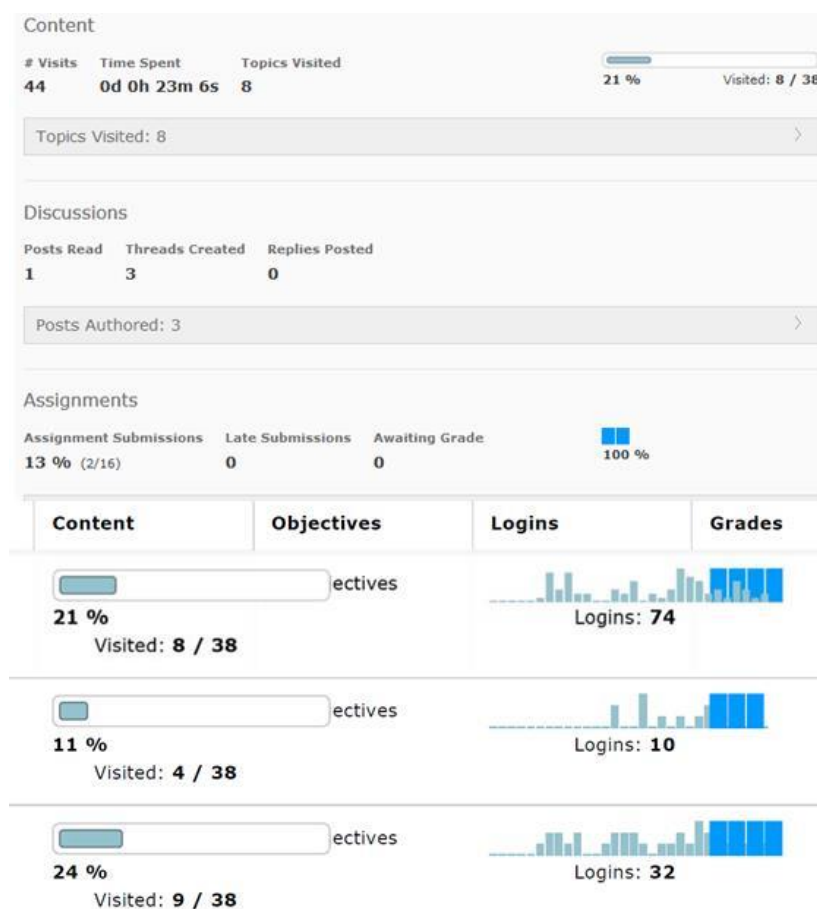 Content
# Visits Time Spent Topics Visited
44 0d 0h 23m 6s 8
21 % Visited: 8 / 38
Topics Visited: 8
Discussions
Posts Read Threads Created Replies Posted
1 3 0
Posts Authored: 3
Assignments
Assignment Submissions Late Submissions Awaiting Grade
13 % (2/16) 0 0
100 %
Content Objectives Logins Grades
ectives
21 % Logins: 74
Visited: 8 / 38
ectives
11 % Logins: 10
Visited: 4 / 38
ectives
24 % Logins: 32
Visited: 9 / 38